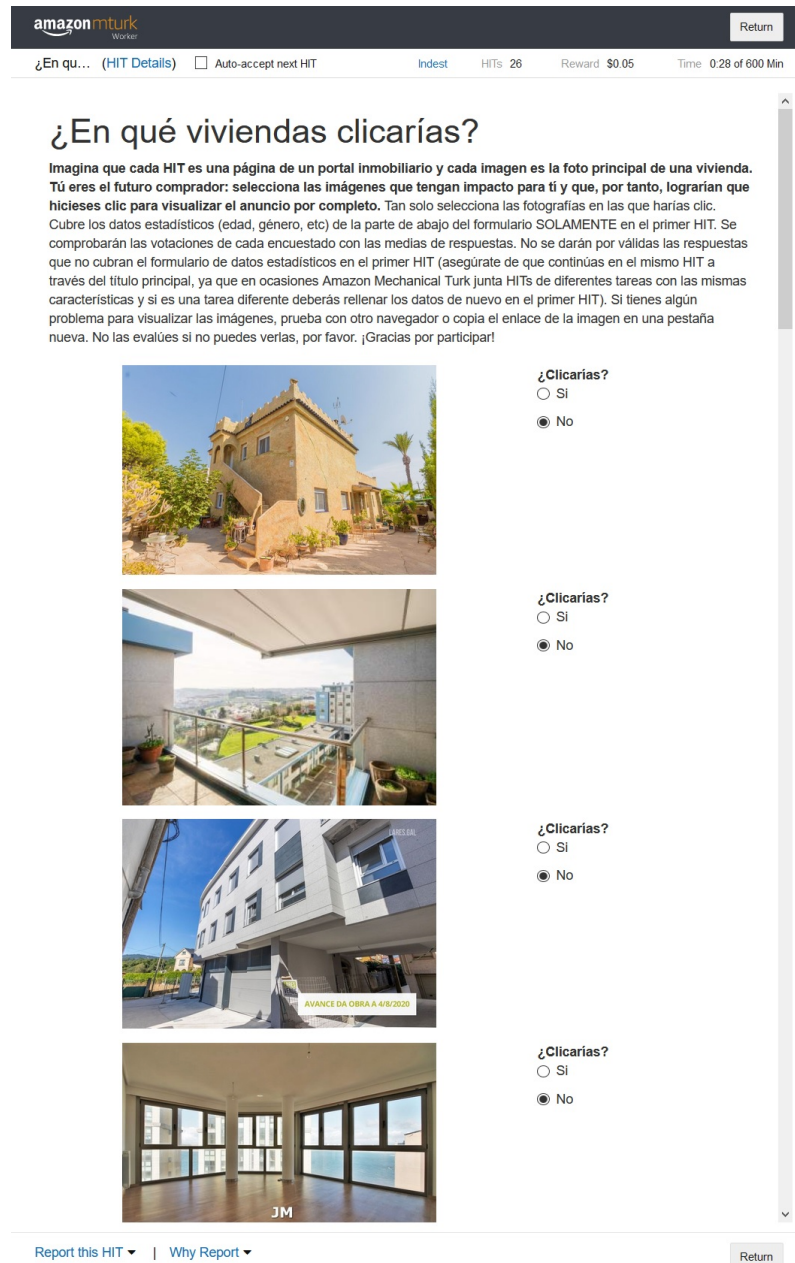 amazon mturk
Worker
Return
¿En qu... (HIT Details) Auto-accept next HIT Indest HITs 26 Reward $0.05 Time 0:28 of 600 Min
¿En qué viviendas clicarías?
Imagina que cada HIT es una página de un portal inmobiliario y cada imagen es la foto principal de una vivienda.
Tú eres el futuro comprador: selecciona las imágenes que tengan impacto para tí y que, por tanto, lograrían que
hicieses clic para visualizar el anuncio por completo. Tan solo selecciona las fotografías en las que harías clic.
Cubre los datos estadísticos (edad, género, etc) de la parte de abajo del formulario SOLAMENTE en el primer HIT. Se
comprobarán las votaciones de cada encuestado con las medias de respuestas. No se darán por válidas las respuestas
que no cubran el formulario de datos estadísticos en el primer HIT (asegúrate de que continúas en el mismo HIT a
través del título principal, ya que en ocasiones Amazon Mechanical Turk junta HITs de diferentes tareas con las mismas
características y si es una tarea diferente deberás rellenar los datos de nuevo en el primer HIT). Si tienes algún
problema para visualizar las imágenes, prueba con otro navegador o copia el enlace de la imagen en una pestaña
nueva. No las evalúes si no puedes verlas, por favor. ¡Gracias por participar!
¿Clicarías?
Si
No
¿Clicarías?
Si
No
LARES.GAL
AVANCE DA OBRA A 4/8/2020
¿Clicarías?
Si
No
JM
¿Clicarías?
Si
No
Report this HIT | Why Report
Return